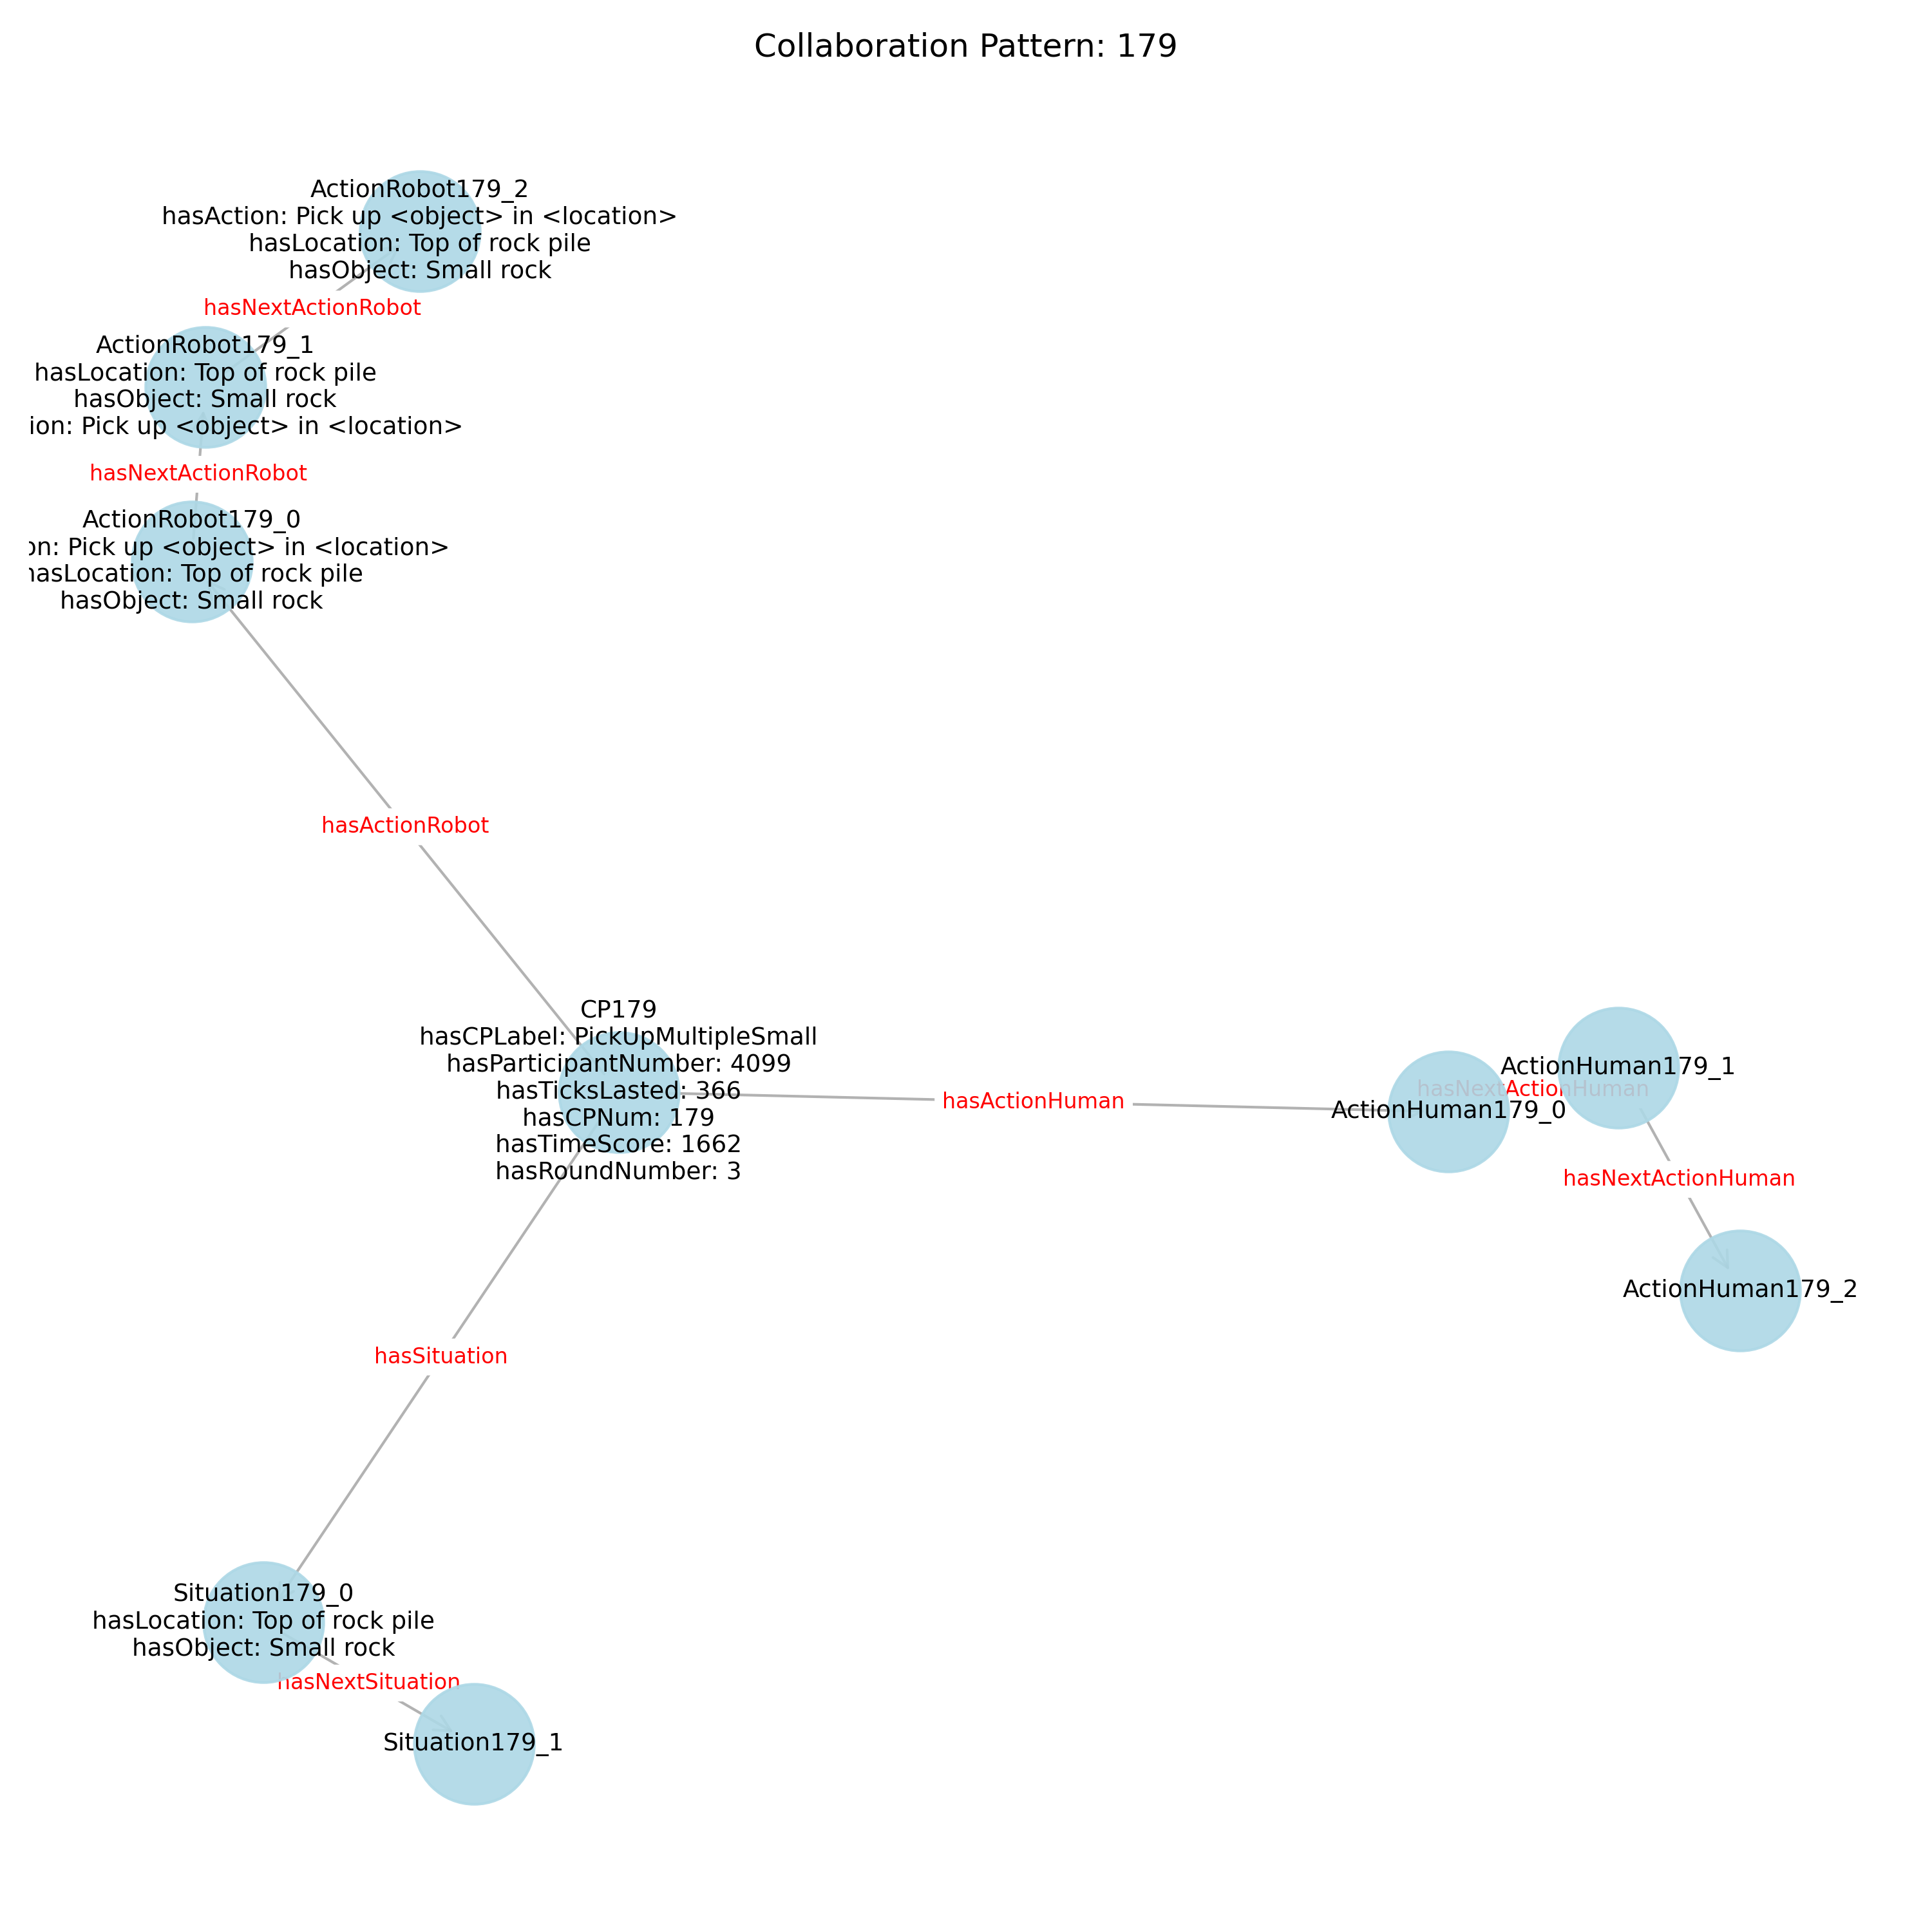 Collaboration Pattern: 179
ActionRobot179_2
hasAction: Pick up <object> in <location>
hasLocation: Top of rock pile
hasObject: Small rock
hasNextActionRobot
ActionRobot179_1
hasLocation: Top of rock pile
hasObject: Small rock
ion: Pick up <object> in <location>
hasNextActionRobot
ActionRobot179_0
on: Pick up <object> in <location>
hasLocation: Top of rock pile
hasObject: Small rock
hasActionRobot
CP179
hasCPLabel: PickUpMultipleSmall
hasParticipantNumber: 4099
hasTicksLasted: 366
hasCPNum: 179
hasTimeScore: 1662
hasRoundNumber: 3
hasActionHuman
ActionHuman179_0
hasNextActionHuman
ActionHuman179_1
hasNextActionHuman
ActionHuman179_2
hasSituation
Situation179_0
hasLocation: Top of rock pile
hasObject: Small rock
hasNextSituation
Situation179_1